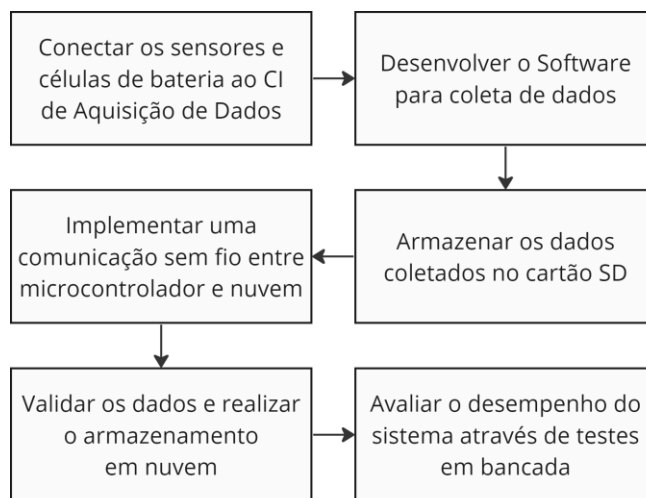 Conectar os sensores e
células de bateria ao CI
de Aquisição de Dados
Desenvolver o Software
para coleta de dados
Armazenar os dados
coletados no cartão SD
Implementar uma
comunicação sem fio entre
microcontrolador e nuvem
Validar os dados e realizar
o armazenamento
em nuvem
Avaliar o desempenho do
sistema através de testes
em bancada